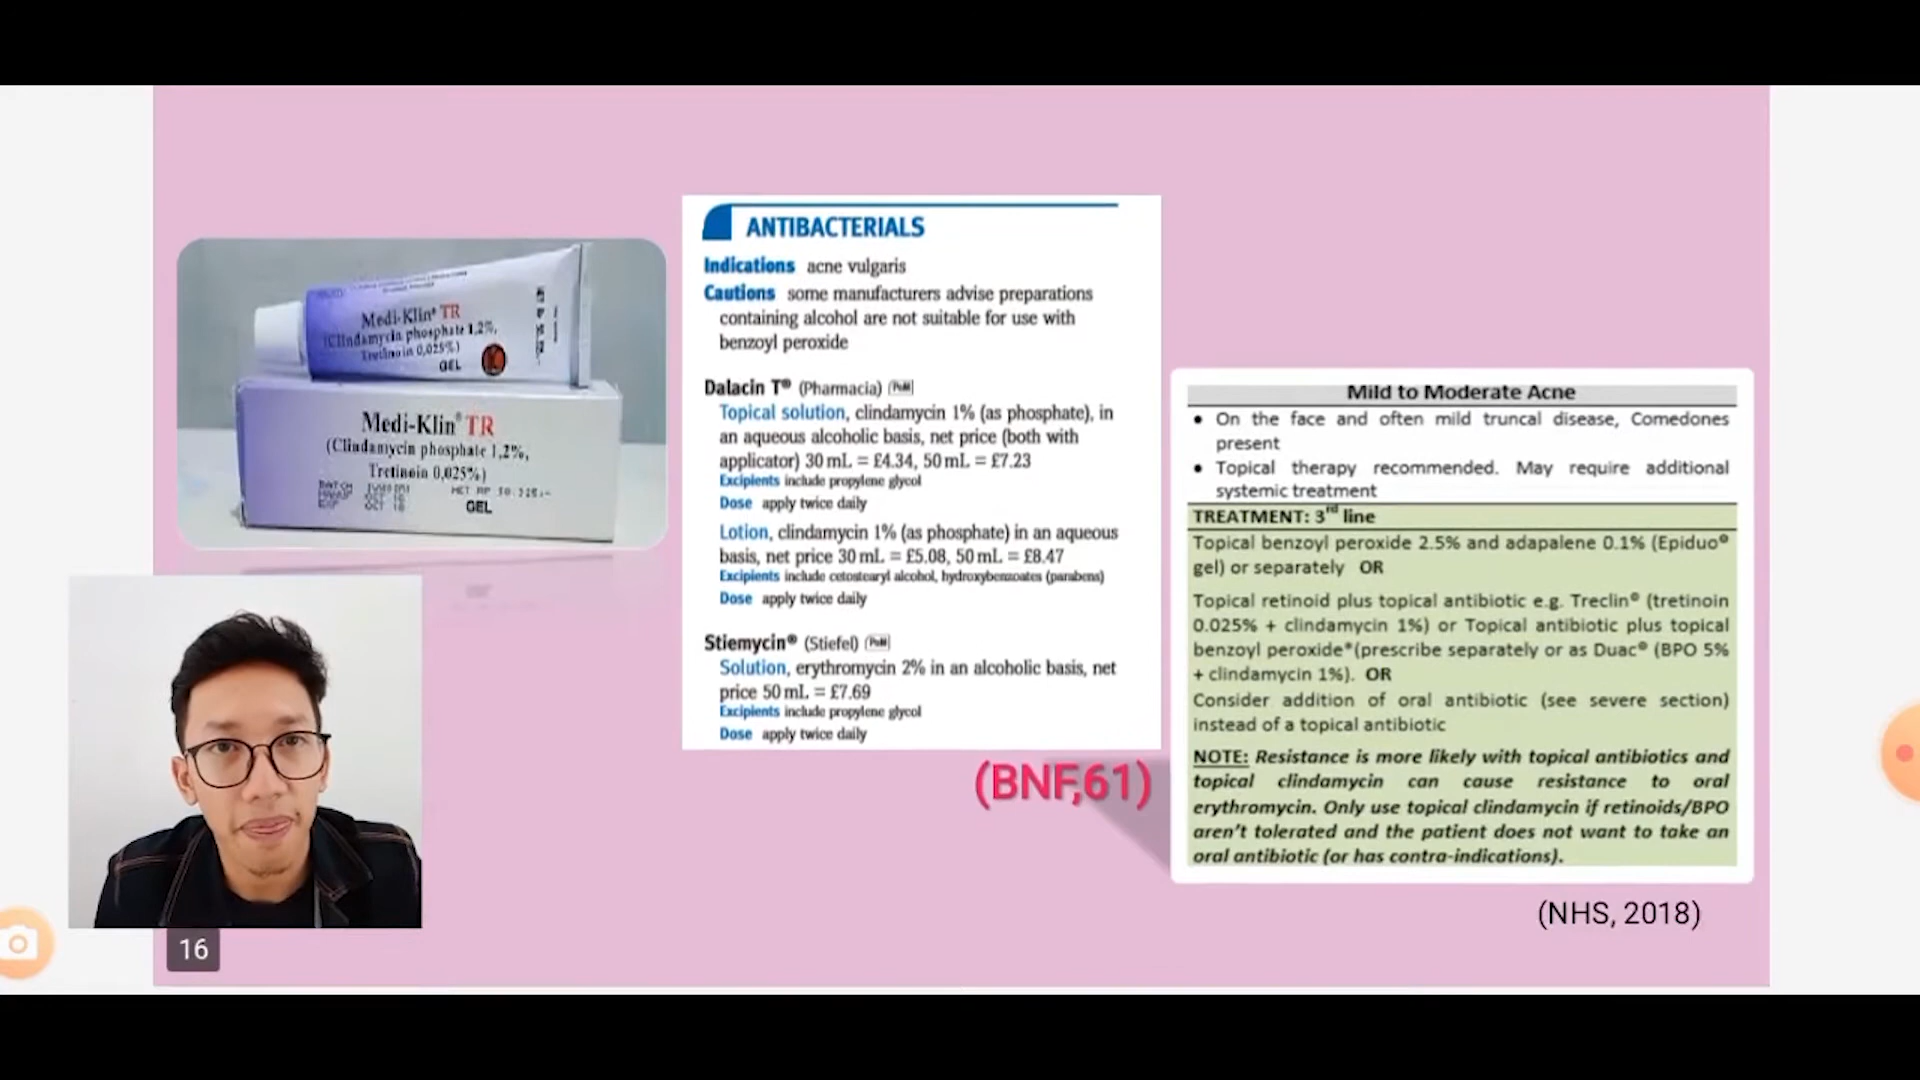 Medi-Klin® TR
(Clindamycin phosphate 1,2%,
Tretinoin 0,025%)
GEL
K
Medi-Klin® TR
(Clindamycin phosphate 1,2%,
Tretinoin 0,025%)
BATCH
OCT 16
EXP OCT 18
GEL
ANTIBACTERIALS
Indications acne vulgaris
Cautions some manufacturers advise preparations
containing alcohol are not suitable for use with
benzoyl peroxide
Dalacin T® (Pharmacia) PoM
Topical solution, clindamycin 1% (as phosphate), in
an aqueous alcoholic basis, net price (both with
applicator) 30 mL = £4.34, 50 mL = £7.23
Excipients include propylene glycol
Dose apply twice daily
Lotion, clindamycin 1% (as phosphate) in an aqueous
basis, net price 30 mL = £5.08, 50 mL = £8.47
Excipients include cetostearyl alcohol, hydroxybenzoates (parabens)
Dose apply twice daily
Stiemycin® (Stiefel) PoM
Solution, erythromycin 2% in an alcoholic basis, net
price 50 mL = £7.69
Excipients include propylene glycol
Dose apply twice daily
(BNF,61)
Mild to Moderate Acne
• On the face and often mild truncal disease, Comedones
present
• Topical therapy recommended. May require additional
systemic treatment
TREATMENT: 3rd line
Topical benzoyl peroxide 2.5% and adapalene 0.1% (Epiduo®
gel) or separately OR
Topical retinoid plus topical antibiotic e.g. Treclin® (tretinoin
0.025% + clindamycin 1%) or Topical antibiotic plus topical
benzoyl peroxide*(prescribe separately or as Duac® (BPO 5%
+ clindamycin 1%). OR
Consider addition of oral antibiotic (see severe section)
instead of a topical antibiotic
NOTE: Resistance is more likely with topical antibiotics and
topical clindamycin can cause resistance to oral
erythromycin. Only use topical clindamycin if retinoids/BPO
aren't tolerated and the patient does not want to take an
oral antibiotic (or has contra-indications).
(NHS, 2018)
16